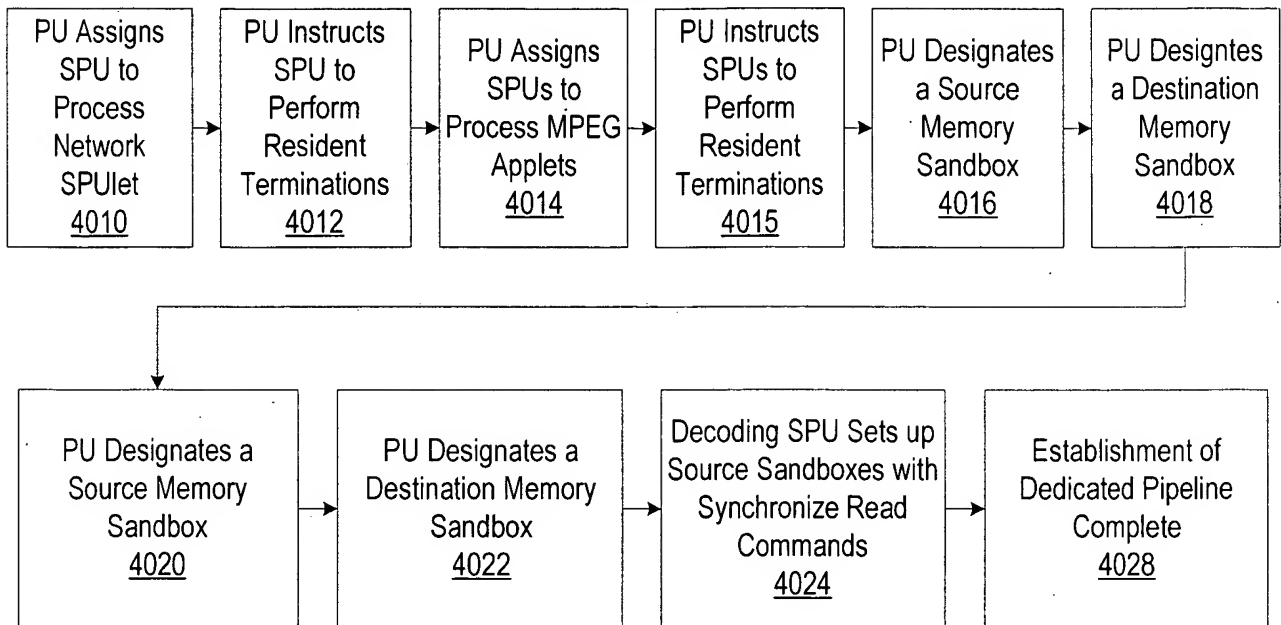 PU Assigns
SPU to
Process
Network
SPUlet
4010
PU Instructs
SPU to
Perform
Resident
Terminations
4012
PU Assigns
SPUs to
Process MPEG
Applets
4014
PU Instructs
SPUs to
Perform
Resident
Terminations
4015
PU Designates
a Source
Memory
Sandbox
4016
PU Designtes
a Destination
Memory
Sandbox
4018
PU Designates a
Source Memory
Sandbox
4020
PU Designates a
Destination Memory
Sandbox
4022
Decoding SPU Sets up
Source Sandboxes with
Synchronize Read
Commands
4024
Establishment of
Dedicated Pipeline
Complete
4028